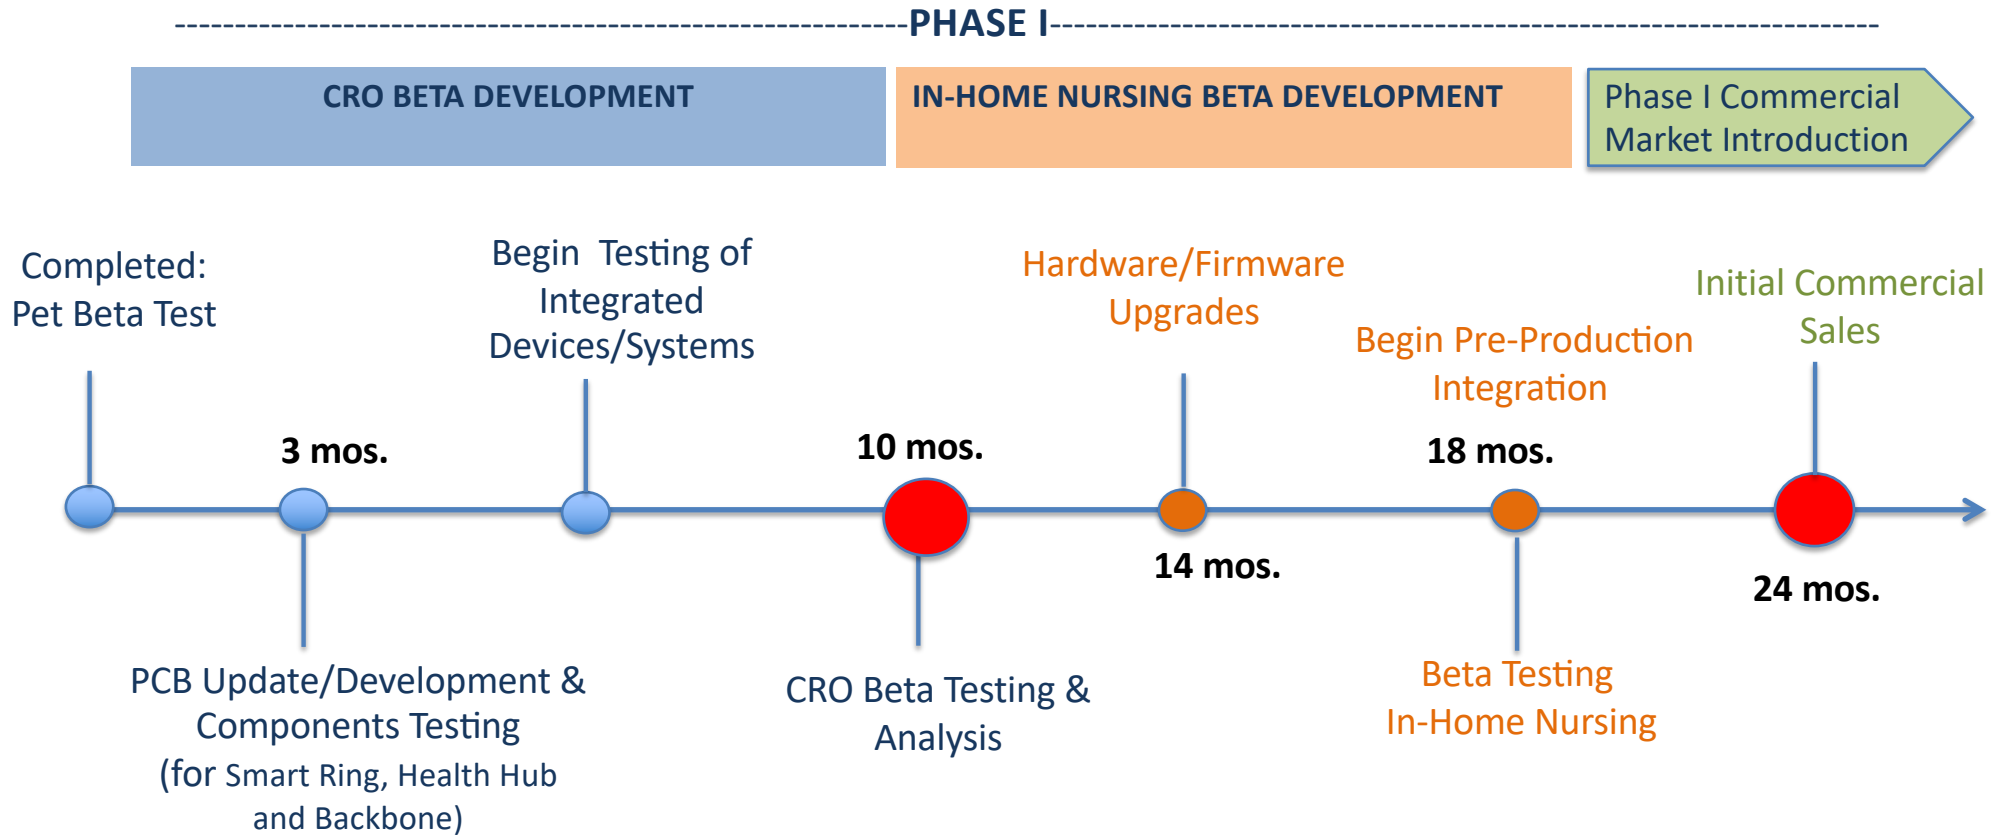 PHASE I
CRO BETA DEVELOPMENT
IN-HOME NURSING BETA DEVELOPMENT
Phase I Commercial
Market Introduction
Completed:
Pet Beta Test
Begin Testing of
Integrated
Devices/Systems
Hardware/Firmware
Upgrades
Begin Pre-Production
Integration
Initial Commercial
Sales
3 mos.
10 mos.
18 mos.
14 mos.
24 mos.
PCB Update/Development &
Components Testing
(for Smart Ring, Health Hub
and Backbone)
CRO Beta Testing &
Analysis
Beta Testing
In-Home Nursing